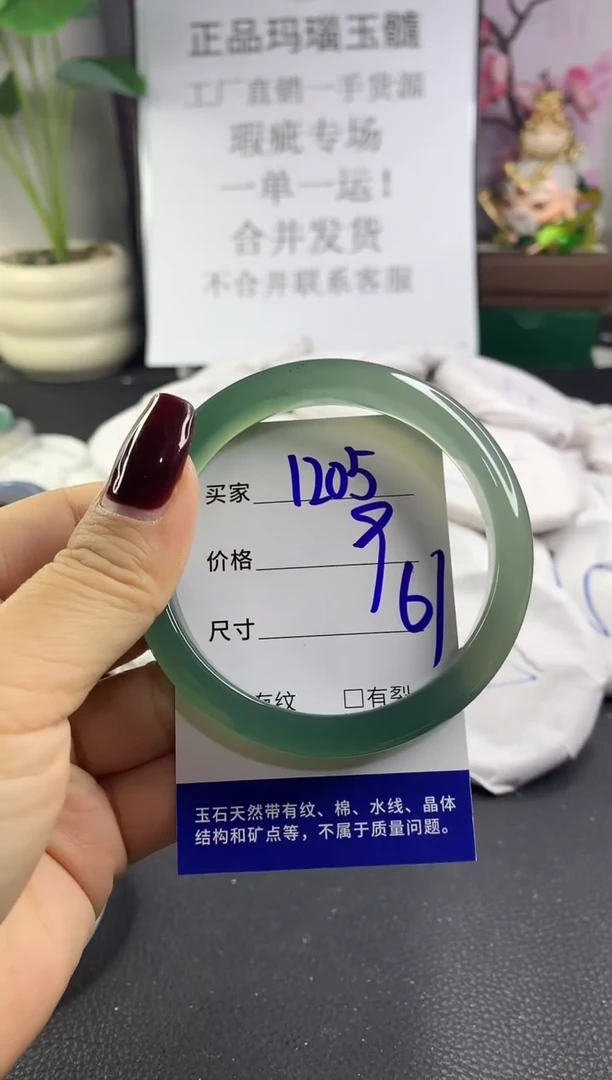 正品玛瑙玉髓
工厂直销一手货源
瑕疵专场
一单一运!
合并发货
不合并联系客服
买家 1205
价格
尺寸 61
有纹 □有裂
玉石天然带有纹、棉、水线、晶体
结构和矿点等，不属于质量问题。